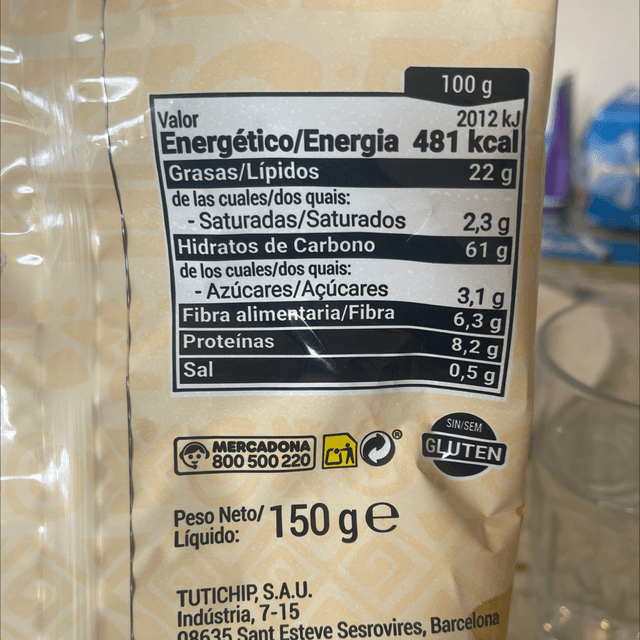 100 g
Valor 2012 kJ
Energético/Energia 481 kcal
Grasas/Lípidos 22 g
de las cuales/dos quais:
- Saturadas/Saturados 2,3 g
Hidratos de Carbono 61 g
de los cuales/dos quais:
- Azúcares/Açúcares 3,1 g
Fibra alimentaria/Fibra 6,3 g
Proteínas 8,2 g
Sal 0,5 g
MERCADONA
800 500 220
®
SIN/SEM
GLUTEN
Peso Neto/
Líquido: 150 g e
TUTICHIP, S.A.U.
Indústria, 7-15
08635 Sant Esteve Sesrovires, Barcelona